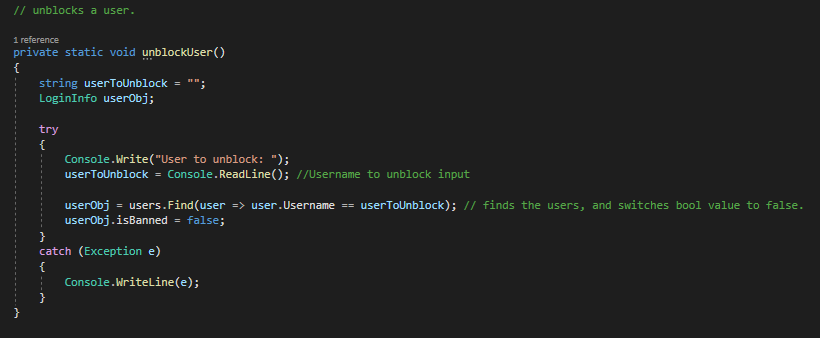 // unblocks a user.
1 reference
private static void unblockUser()
{
string userToUnblock = "";
LoginInfo userObj;
try
{
Console.Write("User to unblock: ");
userToUnblock = Console.ReadLine(); //Username to unblock input
userObj = users.Find(user => user.Username == userToUnblock); // finds the users, and switches bool value to false.
userObj.isBanned = false;
}
catch (Exception e)
{
Console.WriteLine(e);
}
}